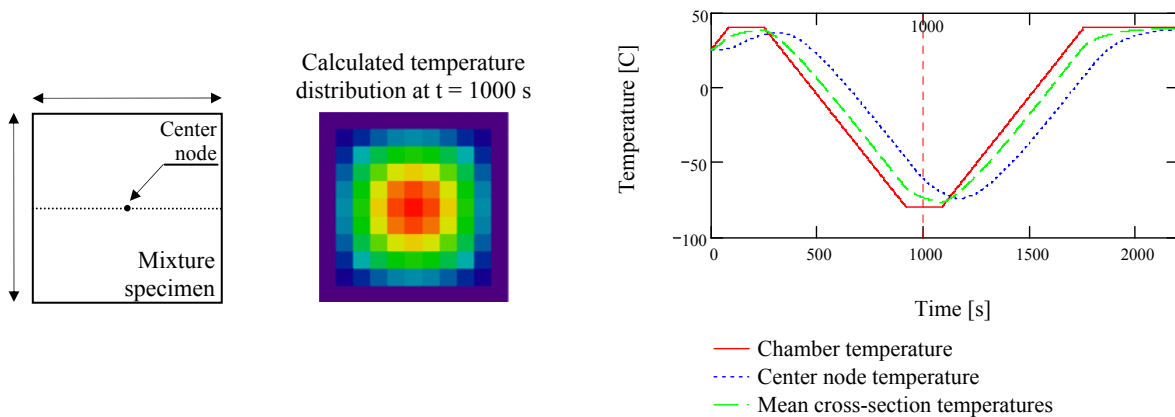 Center
node
Mixture
specimen
Calculated temperature
distribution at t = 1000 s
Temperature [C]
50
0
−50
−100
1000
0
500
1000
1500
2000
Time [s]
Chamber temperature
Center node temperature
Mean cross-section temperatures